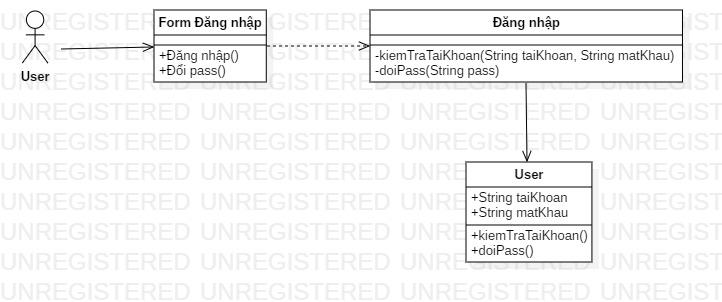 UNREGISTERED UNREGISTERED UNREGISTERED UNREGISTERED
User
Form Đăng nhập
+Đăng nhập()
+Đổi pass()
Đăng nhập
-kiemTraTaiKhoan(String taiKhoan, String matKhau)
-doiPass(String pass)
User
+String taiKhoan
+String matKhau
+kiemTraTaiKhoan()
+doiPass()